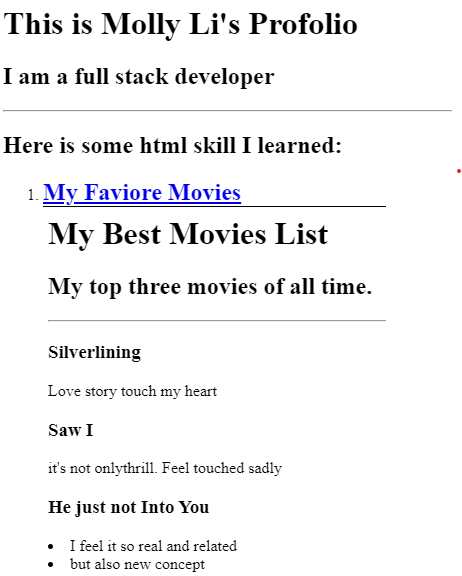 This is Molly Li's Profolio
I am a full stack developer
Here is some html skill I learned:
1. My Faviore Movies
My Best Movies List
My top three movies of all time.
Silverlining
Love story touch my heart
Saw I
it's not onlythrill. Feel touched sadly
He just not Into You
• I feel it so real and related
• but also new concept